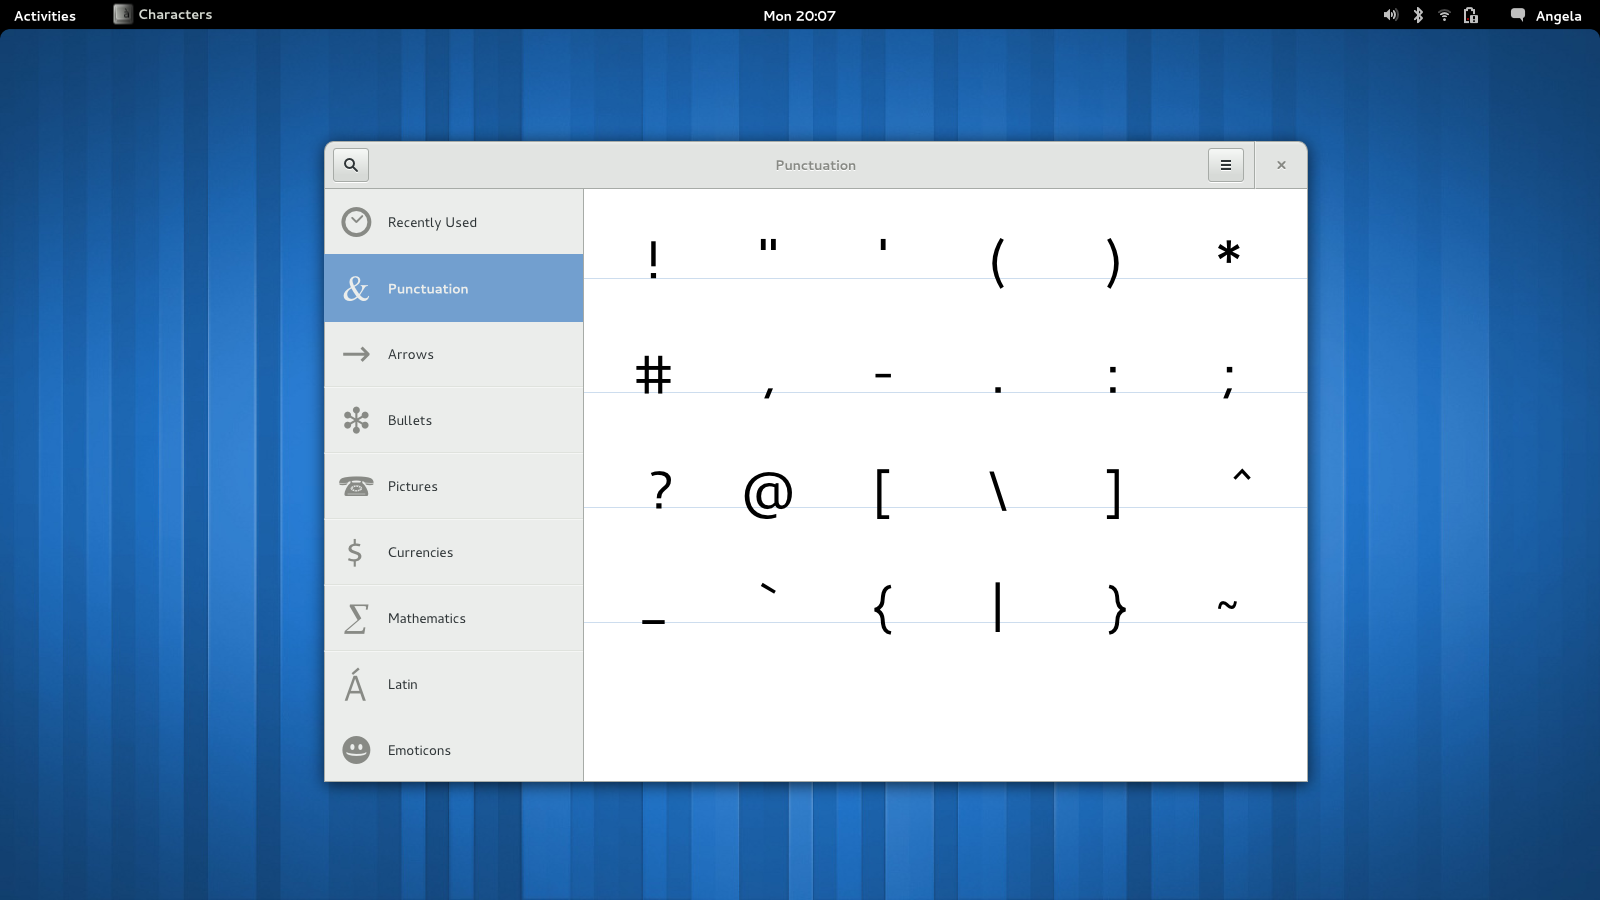 Activities Characters Mon 20:07 Angela
Punctuation
Recently Used
& Punctuation
→ Arrows
Bullets
Pictures
$ Currencies
∑ Mathematics
Á Latin
Emoticons
! " ' ( ) *
# , - . : ;
? @ [ \ ] ^
_ ` { | } ~